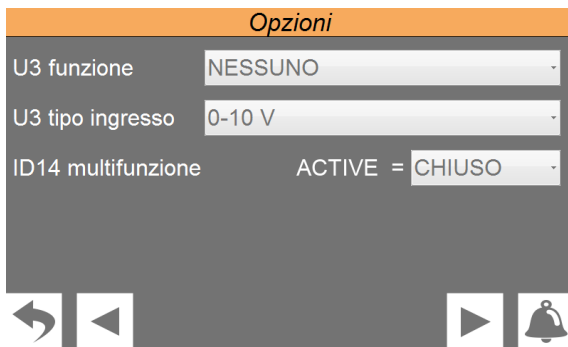 Opzioni
U3 funzione NESSUNO
U3 tipo ingresso 0-10 V
ID14 multifunzione ACTIVE = CHIUSO